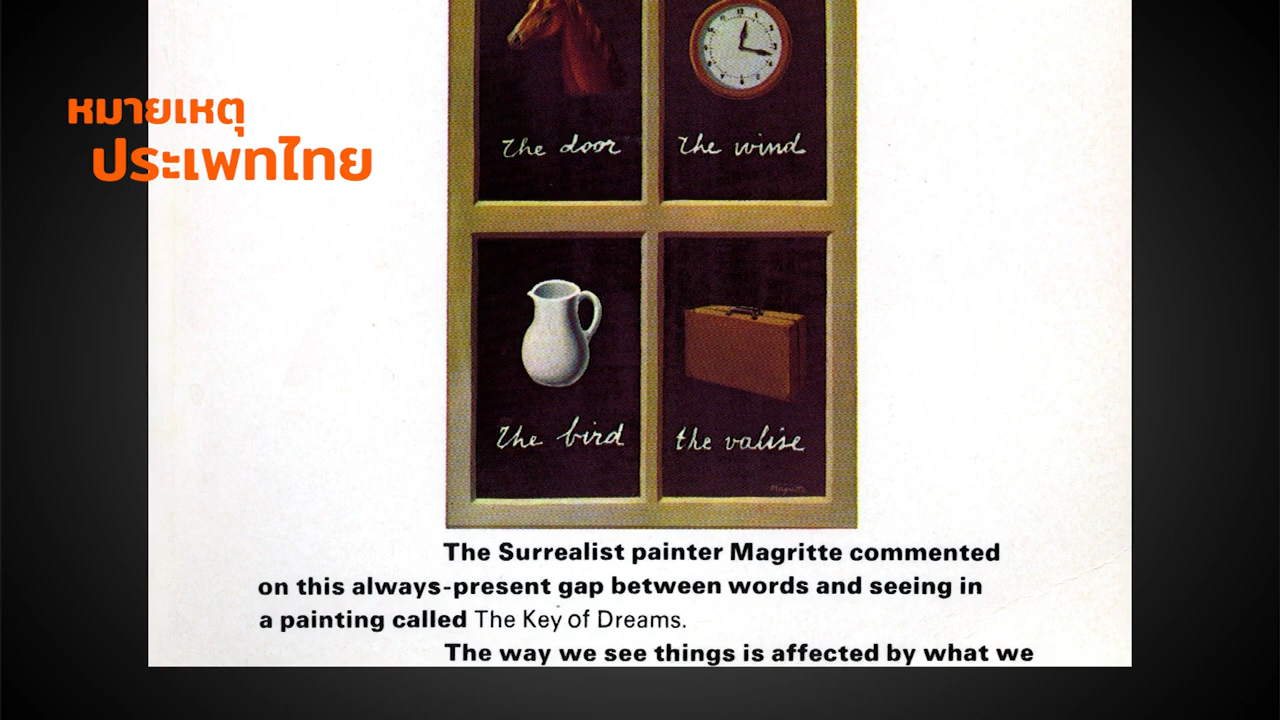 หมายเหตุ
ประเพทไทย
The door
The wind
The bird
the valise
Magritte
The Surrealist painter Magritte commented
on this always-present gap between words and seeing in
a painting called The Key of Dreams.
The way we see things is affected by what we